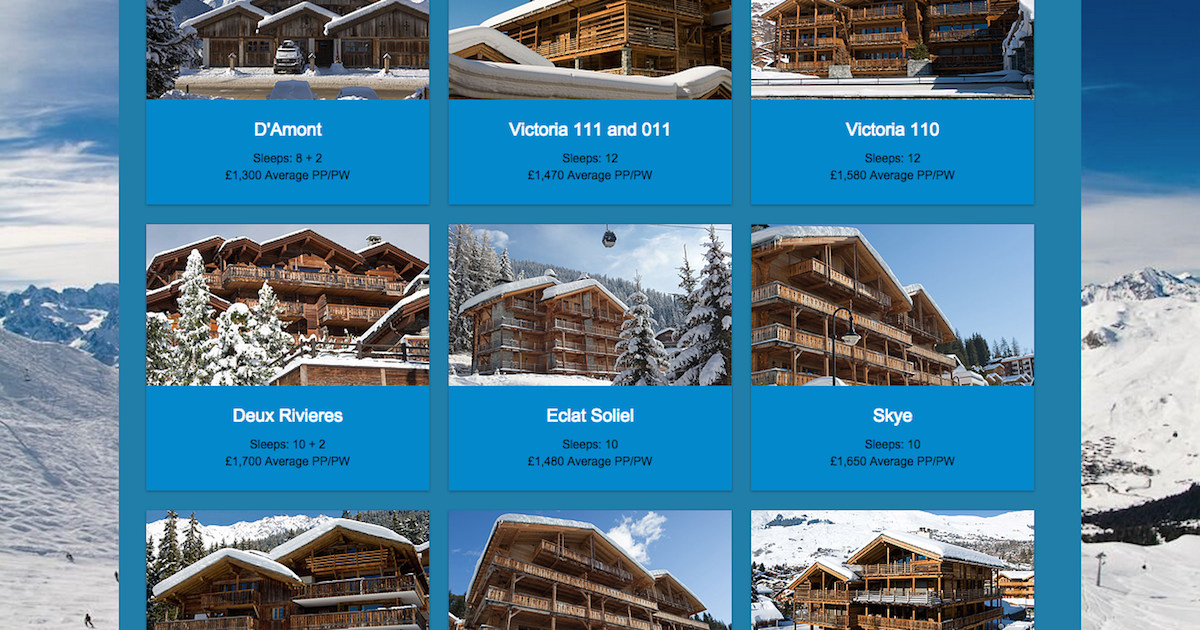 D'Amont
Sleeps: 8 + 2
£1,300 Average PP/PW
Victoria 111 and 011
Sleeps: 12
£1,470 Average PP/PW
Victoria 110
Sleeps: 12
£1,580 Average PP/PW
Deux Rivieres
Sleeps: 10 + 2
£1,700 Average PP/PW
Eclat Soliel
Sleeps: 10
£1,480 Average PP/PW
Skye
Sleeps: 10
£1,650 Average PP/PW